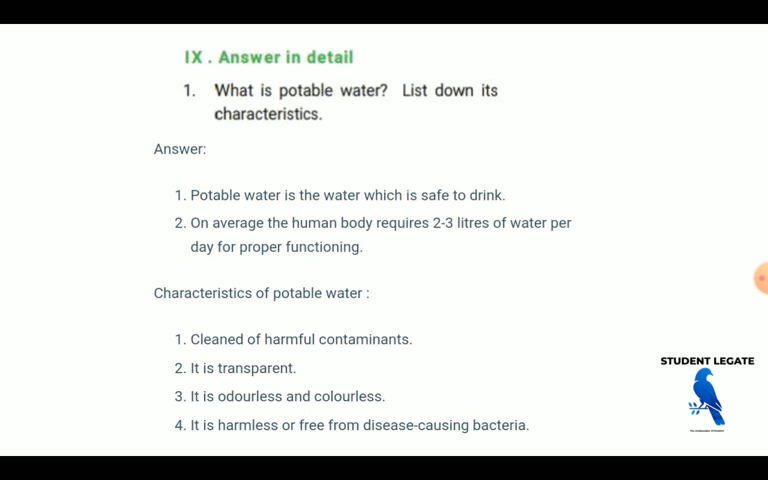 IX . Answer in detail
1. What is potable water? List down its
characteristics.
Answer:
1. Potable water is the water which is safe to drink.
2. On average the human body requires 2-3 litres of water per
day for proper functioning.
Characteristics of potable water :
1. Cleaned of harmful contaminants.
2. It is transparent.
3. It is odourless and colourless.
4. It is harmless or free from disease-causing bacteria.
STUDENT LEGATE